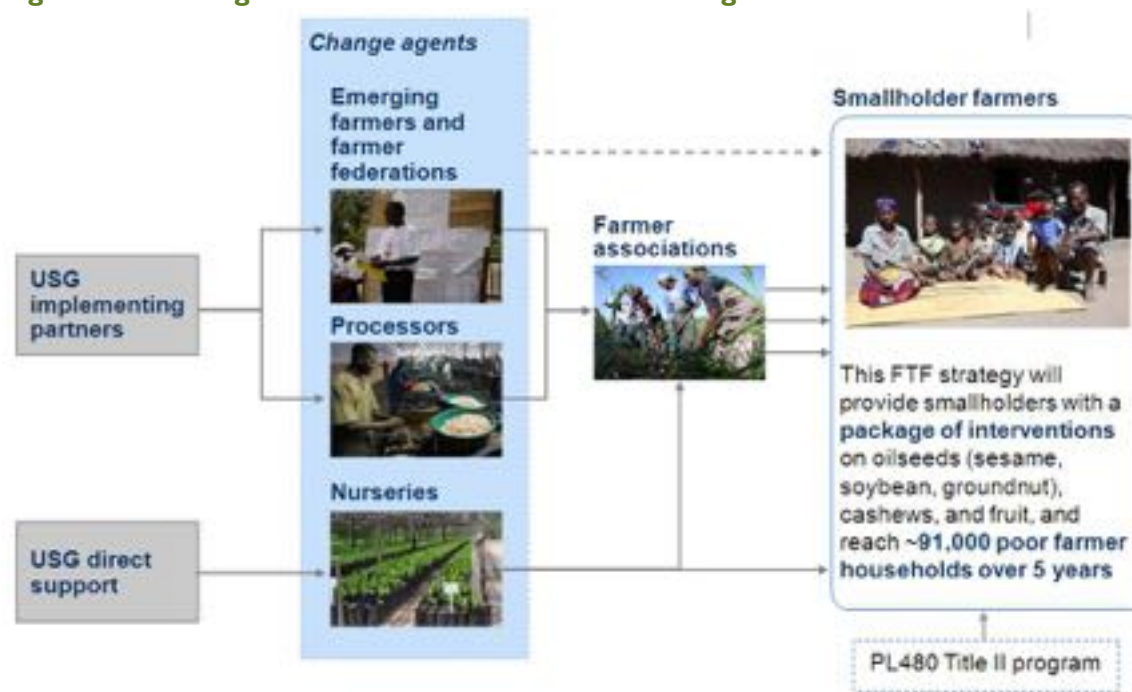 Change agents
Emerging
farmers and
farmer
federations
Smallholder farmers
Farmer
associations
USG
implementing
partners
Processors
This FTF strategy will
provide smallholders with a
package of interventions
on oilseeds (sesame,
soybean, groundnut),
cashews, and fruit, and
reach ~91,000 poor farmer
households over 5 years
Nurseries
USG direct
support
PL480 Title II program